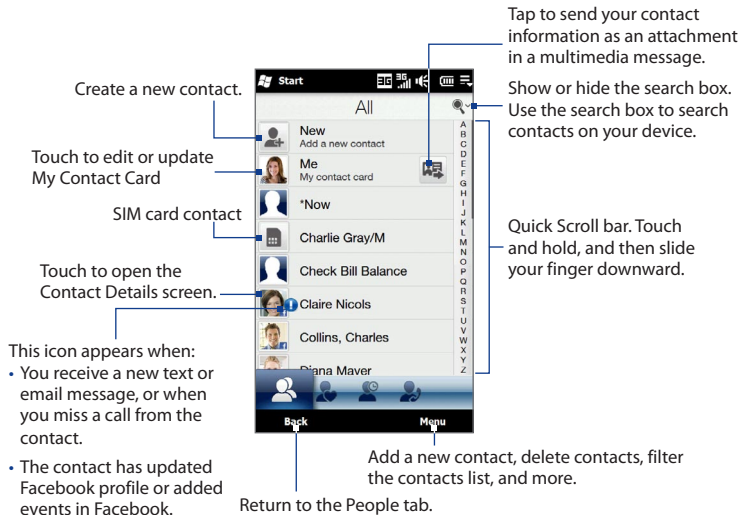 Tap to send your contact
information as an attachment
in a multimedia message.
Create a new contact.
Show or hide the search box.
Use the search box to search
contacts on your device.
Touch to edit or update
My Contact Card
SIM card contact
Quick Scroll bar. Touch
and hold, and then slide
your finger downward.
Touch to open the
Contact Details screen.
This icon appears when:
• You receive a new text or
email message, or when
you miss a call from the
contact.
• The contact has updated
Facebook profile or added
events in Facebook.
Start
3G
3G
All
New
Add a new contact
Me
My contact card
*Now
Charlie Gray/M
Check Bill Balance
Claire Nicols
Collins, Charles
Diana Mayer
A
B
C
D
E
F
G
H
I
J
K
L
M
N
O
P
Q
R
S
T
U
V
W
X
Y
Z
Back
Menu
Add a new contact, delete contacts, filter
the contacts list, and more.
Return to the People tab.